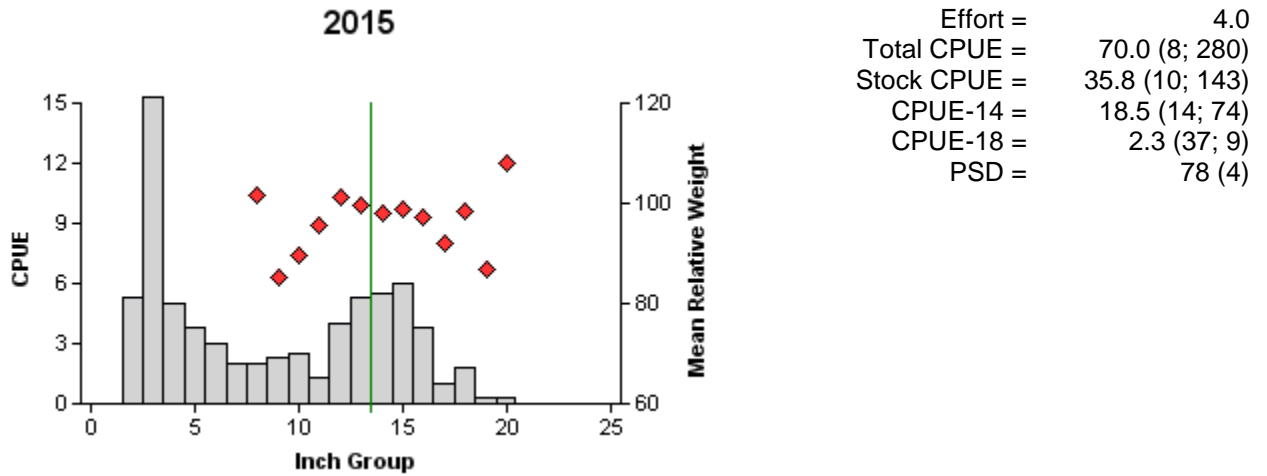 2015
Effort = 4.0
Total CPUE = 70.0 (8; 280)
Stock CPUE = 35.8 (10; 143)
CPUE-14 = 18.5 (14; 74)
CPUE-18 = 2.3 (37; 9)
PSD = 78 (4)
CPUE
15
12
9
6
3
0
0 5 10 15 20 25
Inch Group
120
100
80
60
Mean Relative Weight